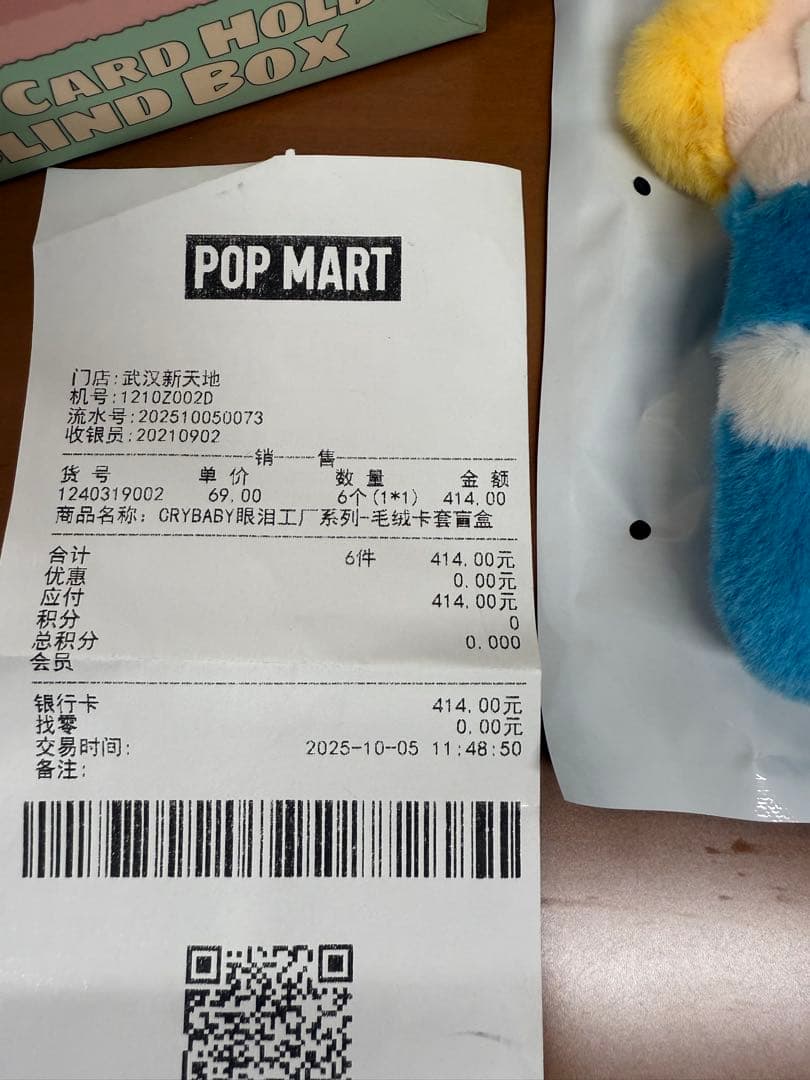 CARD HOLD
BLIND BOX
POP MART
门店:武汉新天地
机号:1210Z002D
流水号:202510050073
收银员:20210902
销 售
货 号 单 价 数 量 金 额
1240319002 69.00 6个(1*1) 414.00
商品名称: CRYBABY眼泪工厂系列-毛绒卡套盲盒
合计 6件 414.00元
优惠 0.00元
应付 414.00元
积分 0
总积分 0.000
会员
银行卡 414.00元
找零 0.00元
交易时间: 2025-10-05 11:48:50
备注: